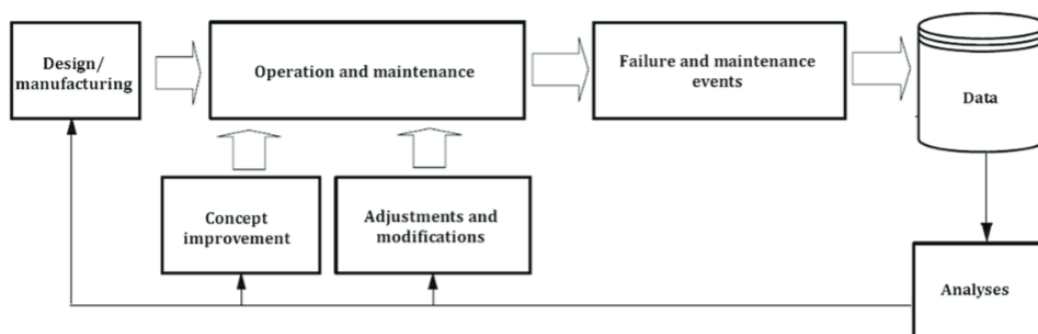 Design/
manufacturing
Operation and maintenance
Failure and maintenance
events
Data
Concept
improvement
Adjustments and
modifications
Analyses